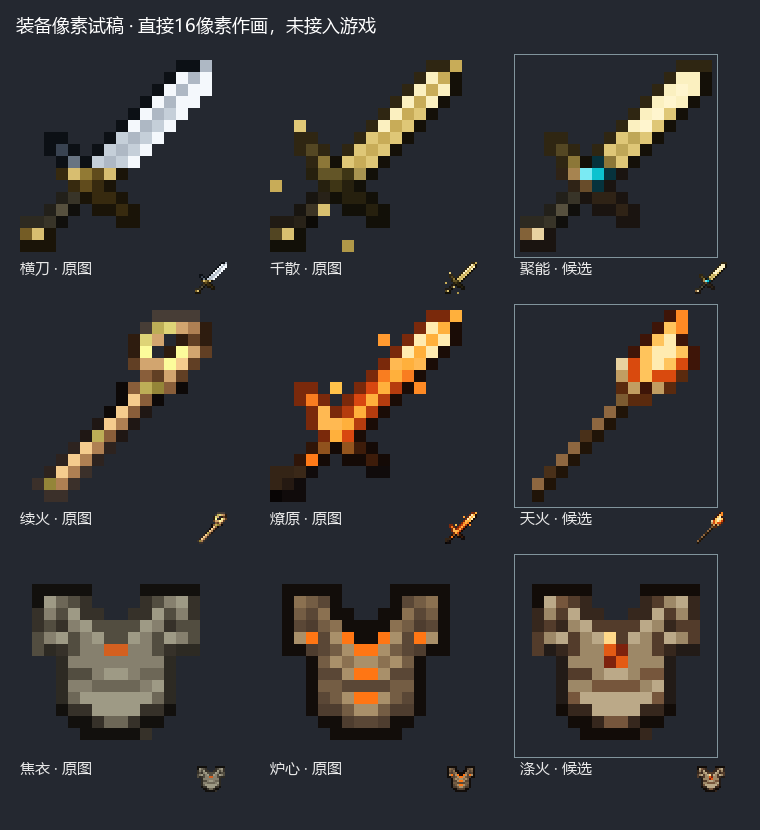 装备像素试稿 · 直接16像素作画，未接入游戏
横刀 · 原图
千散 · 原图
聚能 · 候选
续火 · 原图
燎原 · 原图
天火 · 候选
焦衣 · 原图
炉心 · 原图
涤火 · 候选